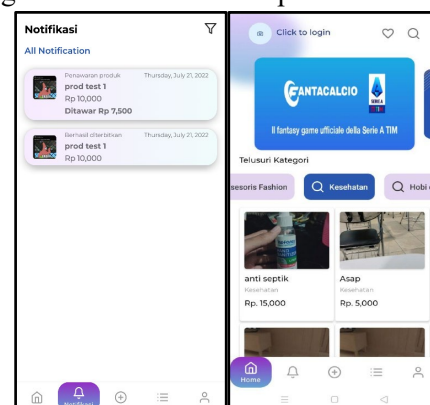 Notifikasi
All Notification
Penawaran produk
Thursday, July 21, 2022
prod test 1
Rp 10,000
Ditawar Rp 7,500
Berhasil diterbitkan
Thursday, July 21, 2022
prod test 1
Rp 10,000
Notifikasi
Click to login
FANTACALCIO
SERIE A
Il fantasy game ufficiale della Serie A TIM
Telusuri Kategori
sesoris Fashion
Kesehatan
Hobi
anti septik
Kesehatan
Rp. 15,000
Asap
Kesehatan
Rp. 5,000
Home